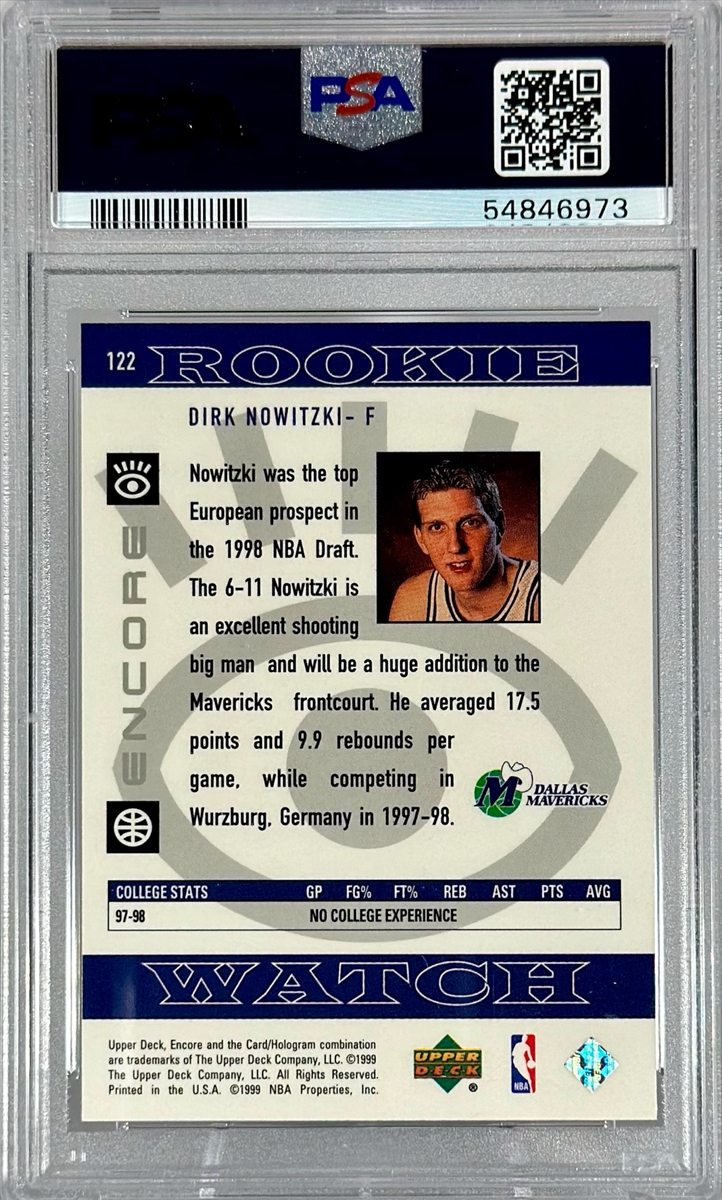 PSA
PSA
54846973
122 ROOKIE
DIRK NOWITZKI- F
Nowitzki was the top
European prospect in
the 1998 NBA Draft.
The 6-11 Nowitzki is
an excellent shooting
big man and will be a huge addition to the
Mavericks frontcourt. He averaged 17.5
points and 9.9 rebounds per
game, while competing in
Wurzburg, Germany in 1997-98.
ENCORE
M DALLAS
MAVERICKS
COLLEGE STATS GP FG% FT% REB AST PTS AVG
97-98 NO COLLEGE EXPERIENCE
WATCH
Upper Deck, Encore and the Card/Hologram combination
are trademarks of The Upper Deck Company, LLC. ©1999
The Upper Deck Company, LLC. All Rights Reserved.
Printed in the U.S.A. ©1999 NBA Properties, Inc.
UPPER
DECK ®
NBA
PSA